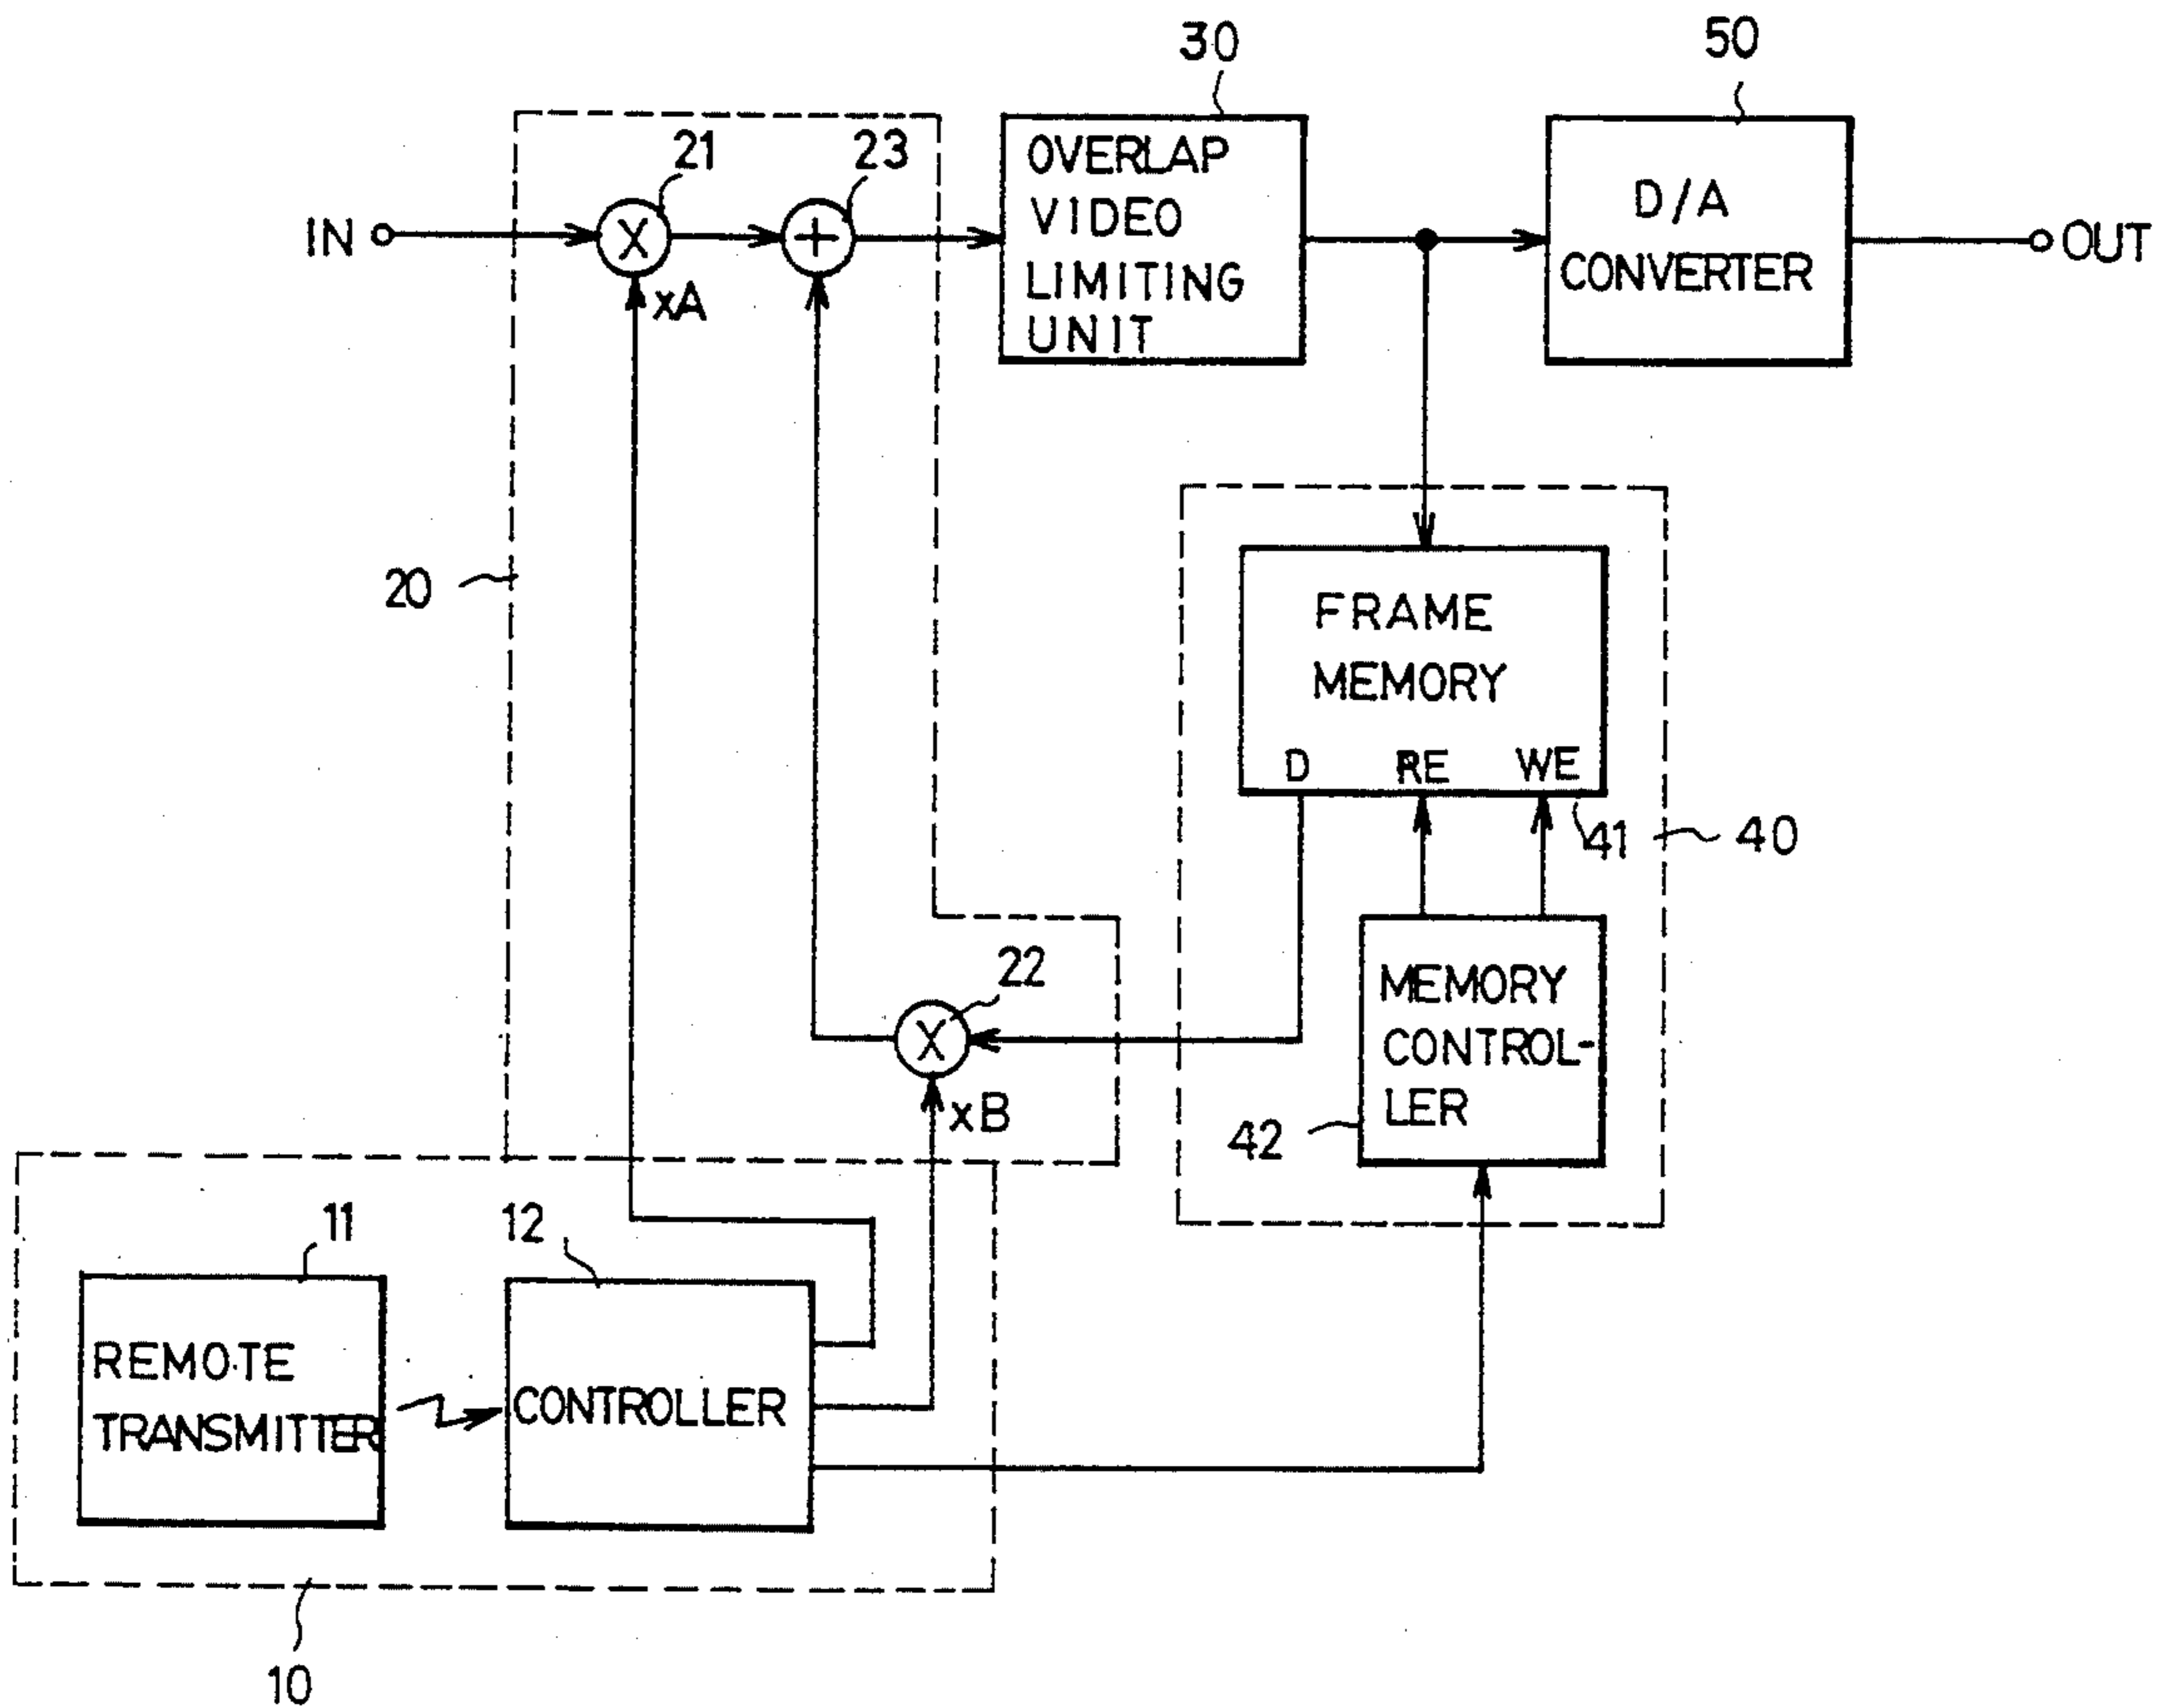 30
50
21
23
OVERLAP
VIDEO
LIMITING
UNIT
D/A
CONVERTER
IN
OUT
xA
20
FRAME
MEMORY
D RE WE
41
40
22
MEMORY
CONTROL-
LER
xB
42
11
12
REMOTE
TRANSMITTER
CONTROLLER
10